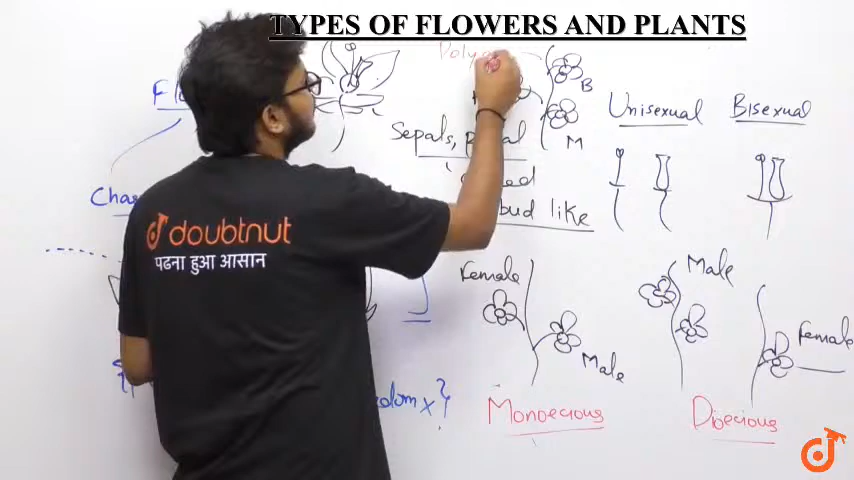 TYPES OF FLOWERS AND PLANTS
B
M
Unisexual
Bisexual
Sepals,
bud like
doubtnut
पढना हुआ आसान
Female
Male
Male
Female
Monoecious
Dioecious